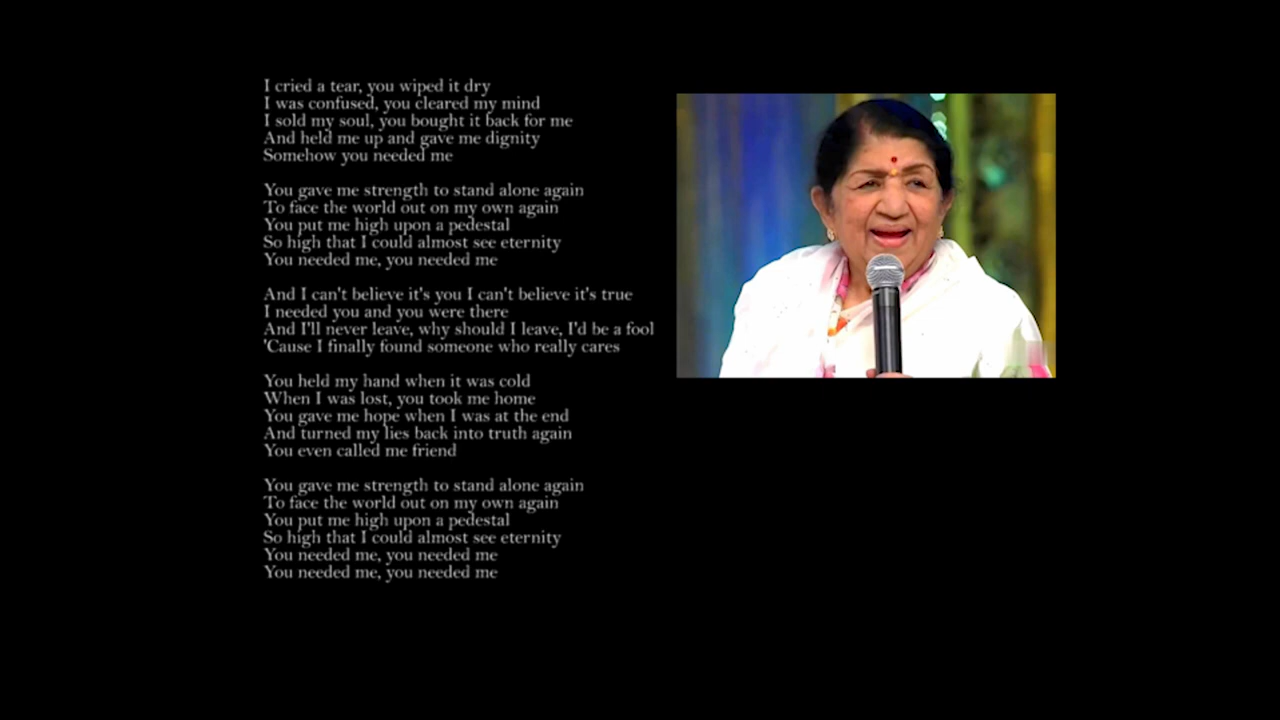 I cried a tear, you wiped it dry
I was confused, you cleared my mind
I sold my soul, you bought it back for me
And held me up and gave me dignity
Somehow you needed me
You gave me strength to stand alone again
To face the world out on my own again
You put me high upon a pedestal
So high that I could almost see eternity
You needed me, you needed me
And I can't believe it's you I can't believe it's true
I needed you and you were there
And I'll never leave, why should I leave, I'd be a fool
'Cause I finally found someone who really cares
You held my hand when it was cold
When I was lost, you took me home
You gave me hope when I was at the end
And turned my lies back into truth again
You even called me friend
You gave me strength to stand alone again
To face the world out on my own again
You put me high upon a pedestal
So high that I could almost see eternity
You needed me, you needed me
You needed me, you needed me